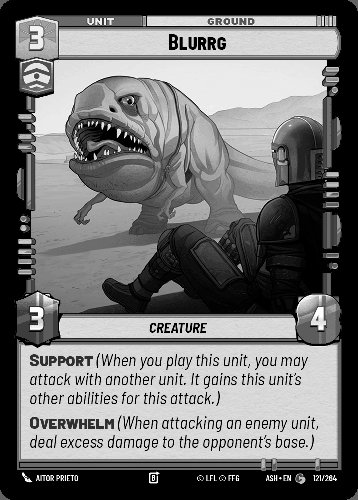 UNIT GROUND
3 BLURRG
3 CREATURE 4
SUPPORT (When you play this unit, you may
attack with another unit. It gains this unit's
other abilities for this attack.)
OVERWHELM (When attacking an enemy unit,
deal excess damage to the opponent's base.)
AITOR PRIETO © LFL © FFG ASH • EN 121/264